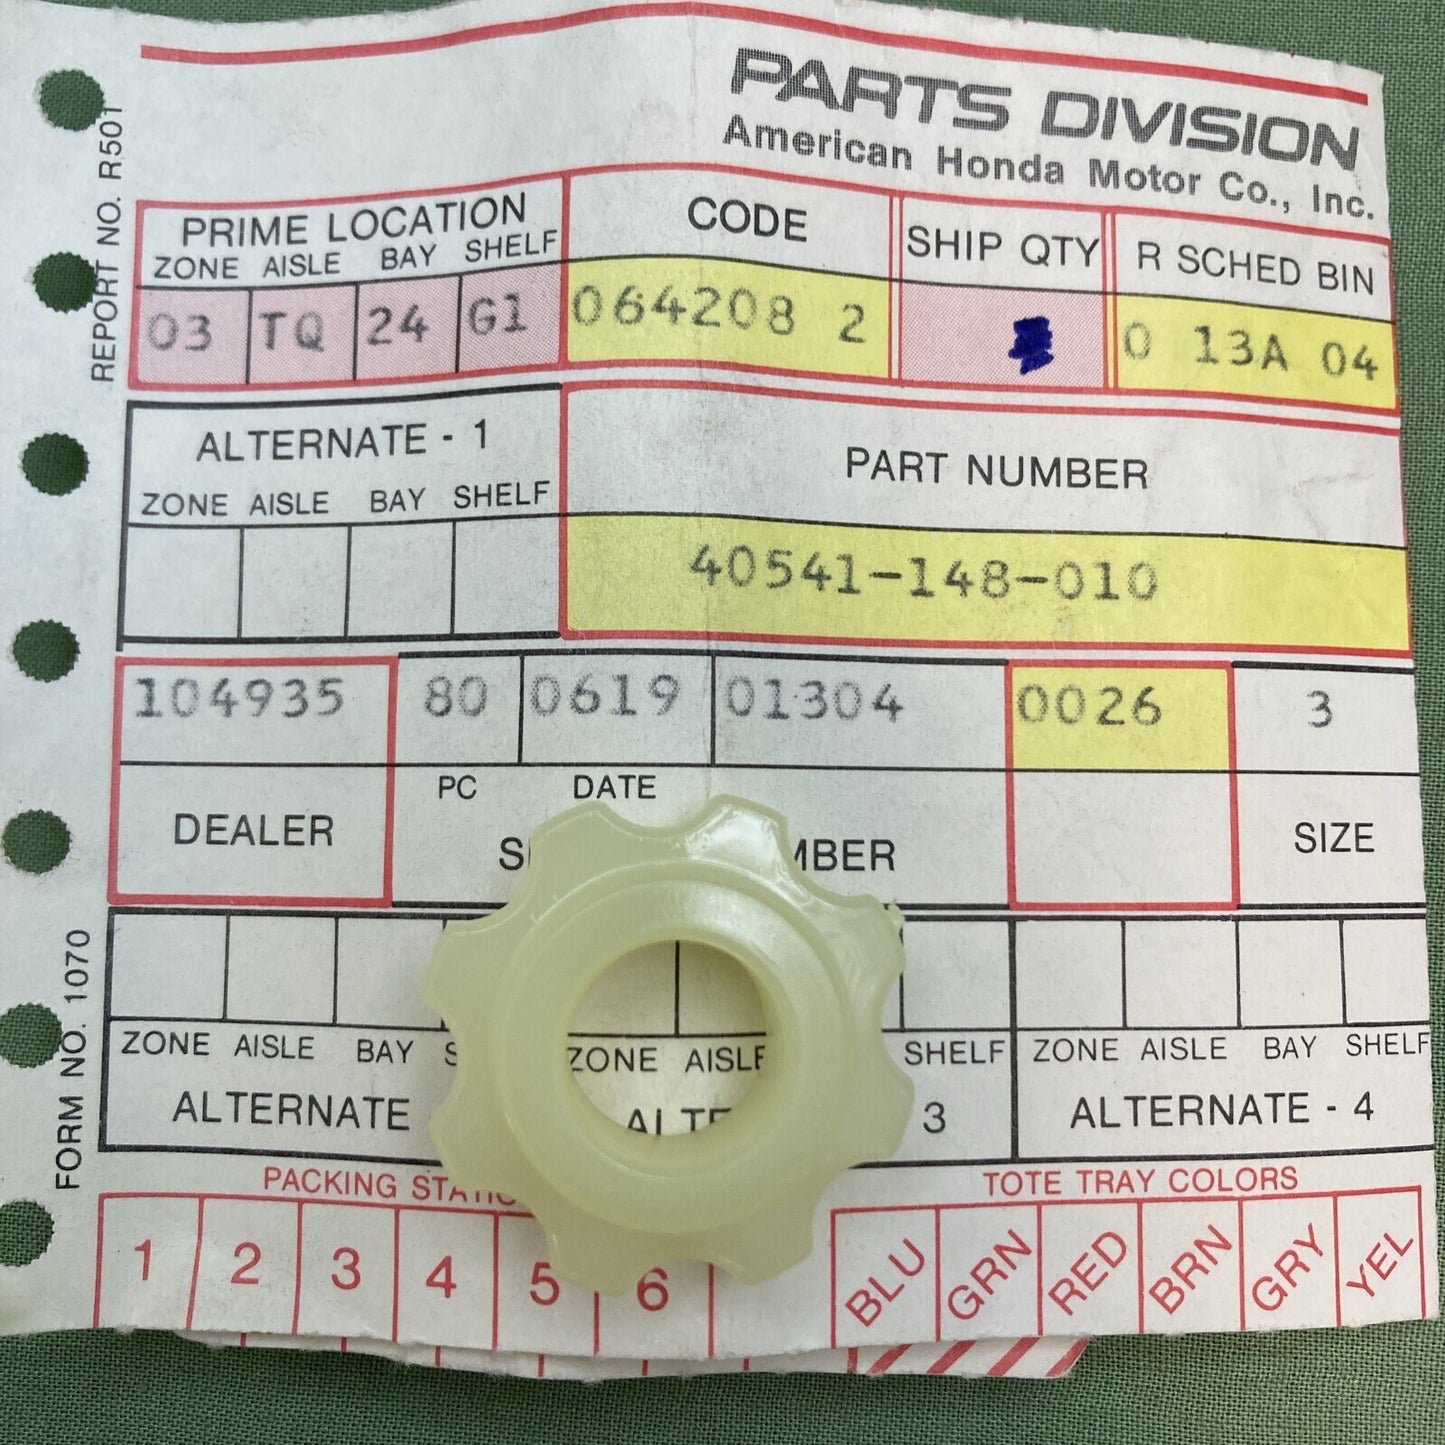 PARTS DIVISION
American Honda Motor Co., Inc.
REPORT NO. R501
PRIME LOCATION
ZONE AISLE BAY SHELF
03 TQ 24 G1
CODE
064208 2
SHIP QTY
R SCHED BIN
0 13A 04
ALTERNATE - 1
ZONE AISLE BAY SHELF
PART NUMBER
40541-148-010
104935 80 0619 01304 0026 3
PC DATE
DEALER
SIZE
FORM NO. 1070
ZONE AISLE BAY ZONE AISLE SHELF ZONE AISLE BAY SHELF
ALTERNATE 3 ALTERNATE - 4
PACKING
TOTE TRAY COLORS
1 2 3 4 5 6
BLU GRN RED BRN GRY YEL